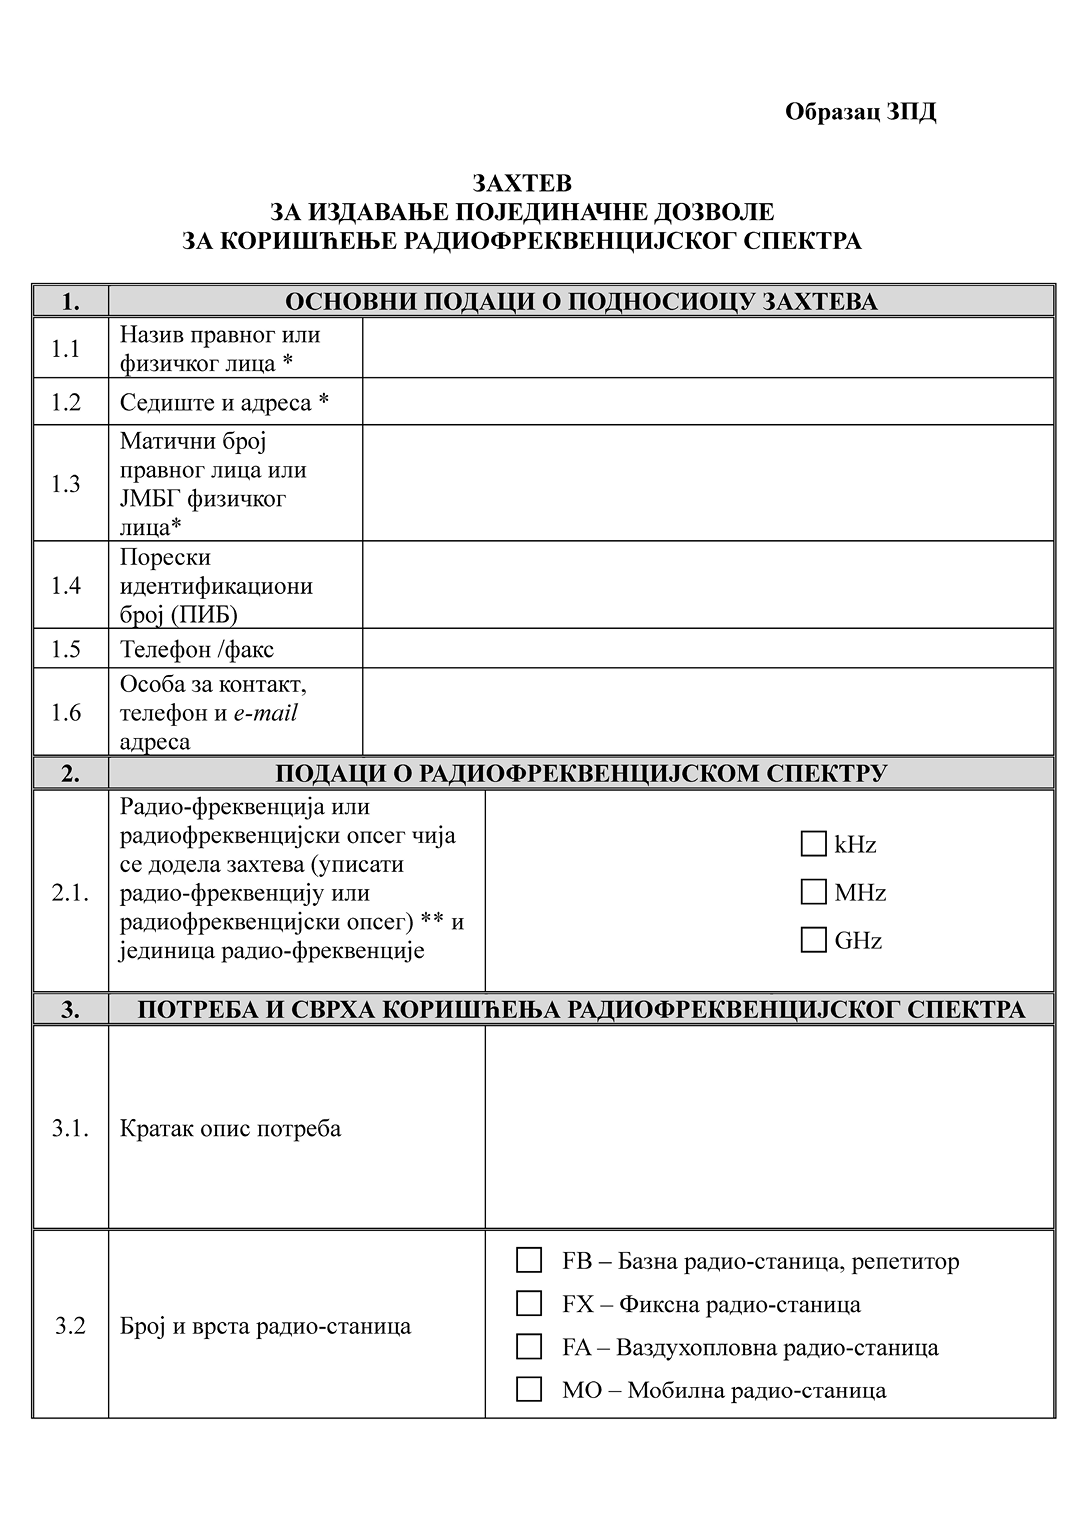 Образац ЗПД
ЗАХТЕВ
ЗА ИЗДАВАЊЕ ПОЈЕДИНАЧНЕ ДОЗВОЛЕ
ЗА КОРИШЋЕЊЕ РАДИОФРЕКВЕНЦИЈСКОГ СПЕКТРА
1. ОСНОВНИ ПОДАЦИ О ПОДНОСИОЦУ ЗАХТЕВА
1.1
Назив правног или
физичког лица *
1.2 Седиште и адреса *
1.3
Матични број
правног лица или
ЈМБГ физичког
лица*
1.4
Порески
идентификациони
број (ПИБ)
1.5 Телефон /факс
1.6
Особа за контакт,
телефон и e-mail
адреса
2. ПОДАЦИ О РАДИОФРЕКВЕНЦИЈСКОМ СПЕКТРУ
2.1.
Радио-фреквенција или
радиофреквенцијски опсег чија
се додела захтева (уписати
радио-фреквенцију или
радиофреквенцијски опсег) ** и
јединица радио-фреквенције
kHz
MHz
GHz
3. ПОТРЕБА И СВРХА КОРИШЋЕЊА РАДИОФРЕКВЕНЦИЈСКОГ СПЕКТРА
3.1. Кратак опис потреба
3.2 Број и врста радио-станица
FB – Базна радио-станица, репетитор
FX – Фиксна радио-станица
FA – Ваздухопловна радио-станица
MO – Мобилна радио-станица